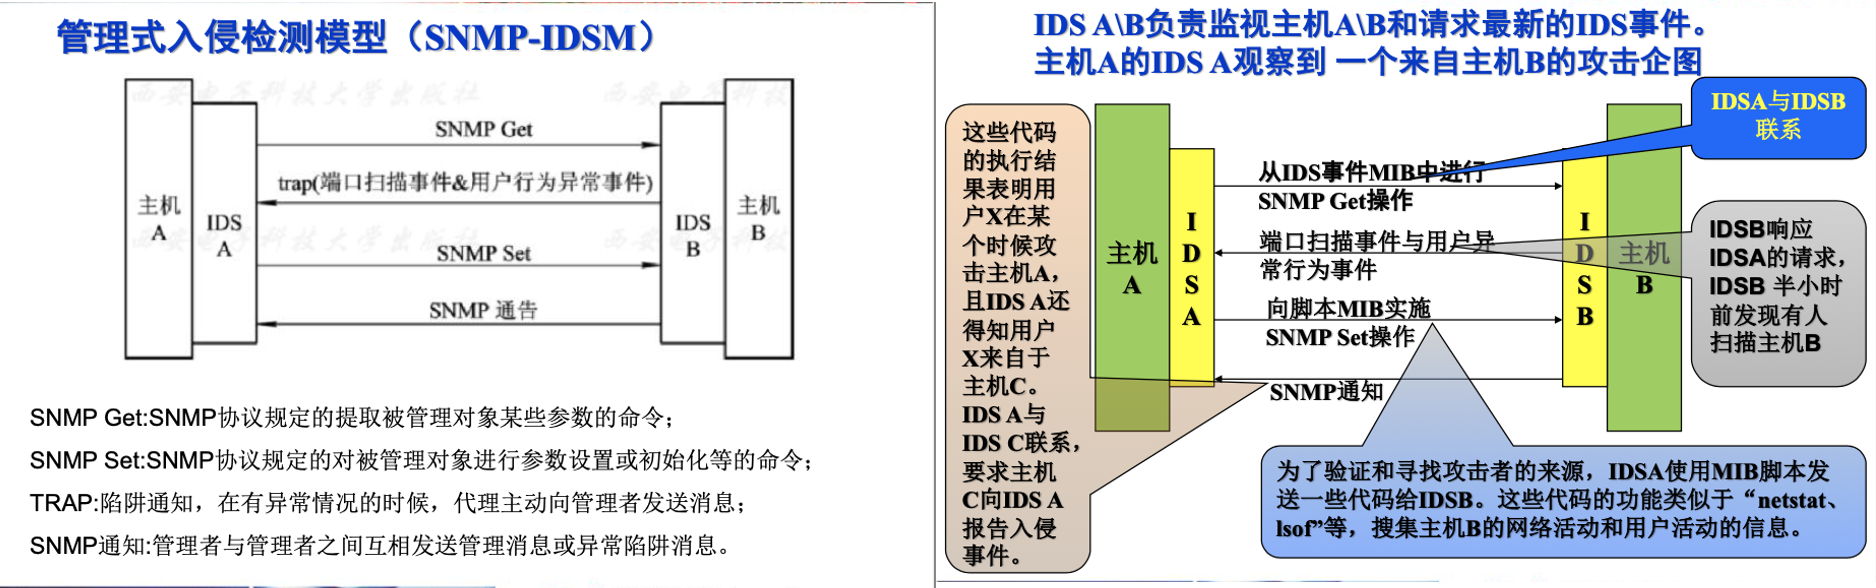 管理式入侵检测模型（SNMP-IDSM）
西安电子科技大学出版社
西安电子科技
SNMP Get
trap(端口扫描事件&用户行为异常事件)
主机
A
IDS
A
IDS
B
主机
B
SNMP Set
SNMP 通告
SNMP Get:SNMP协议规定的提取被管理对象某些参数的命令；
SNMP Set:SNMP协议规定的对被管理对象进行参数设置或初始化等的命令；
TRAP:陷阱通知，在有异常情况的时候，代理主动向管理者发送消息；
SNMP通知:管理者与管理者之间互相发送管理消息或异常陷阱消息。
IDS A\B负责监视主机A\B和请求最新的IDS事件。
主机A的IDS A观察到 一个来自主机B的攻击企图
这些代码
的执行结
果表明用
户X在某
个时候攻
击主机A，
且IDS A还
得知用户
X来自于
主机C。
IDS A与
IDS C联系，
要求主机
C向IDS A
报告入侵
事件。
主机
A
I
D
S
A
从IDS事件MIB中进行
SNMP Get操作
端口扫描事件与用户异
常行为事件
向脚本MIB实施
SNMP Set操作
SNMP通知
I
D
S
B
主机
B
IDSA与IDSB
联系
IDSB响应
IDSA的请求，
IDSB 半小时
前发现有人
扫描主机B
为了验证和寻找攻击者的来源，IDSA使用MIB脚本发
送一些代码给IDSB。这些代码的功能类似于“netstat、
lsof”等，搜集主机B的网络活动和用户活动的信息。